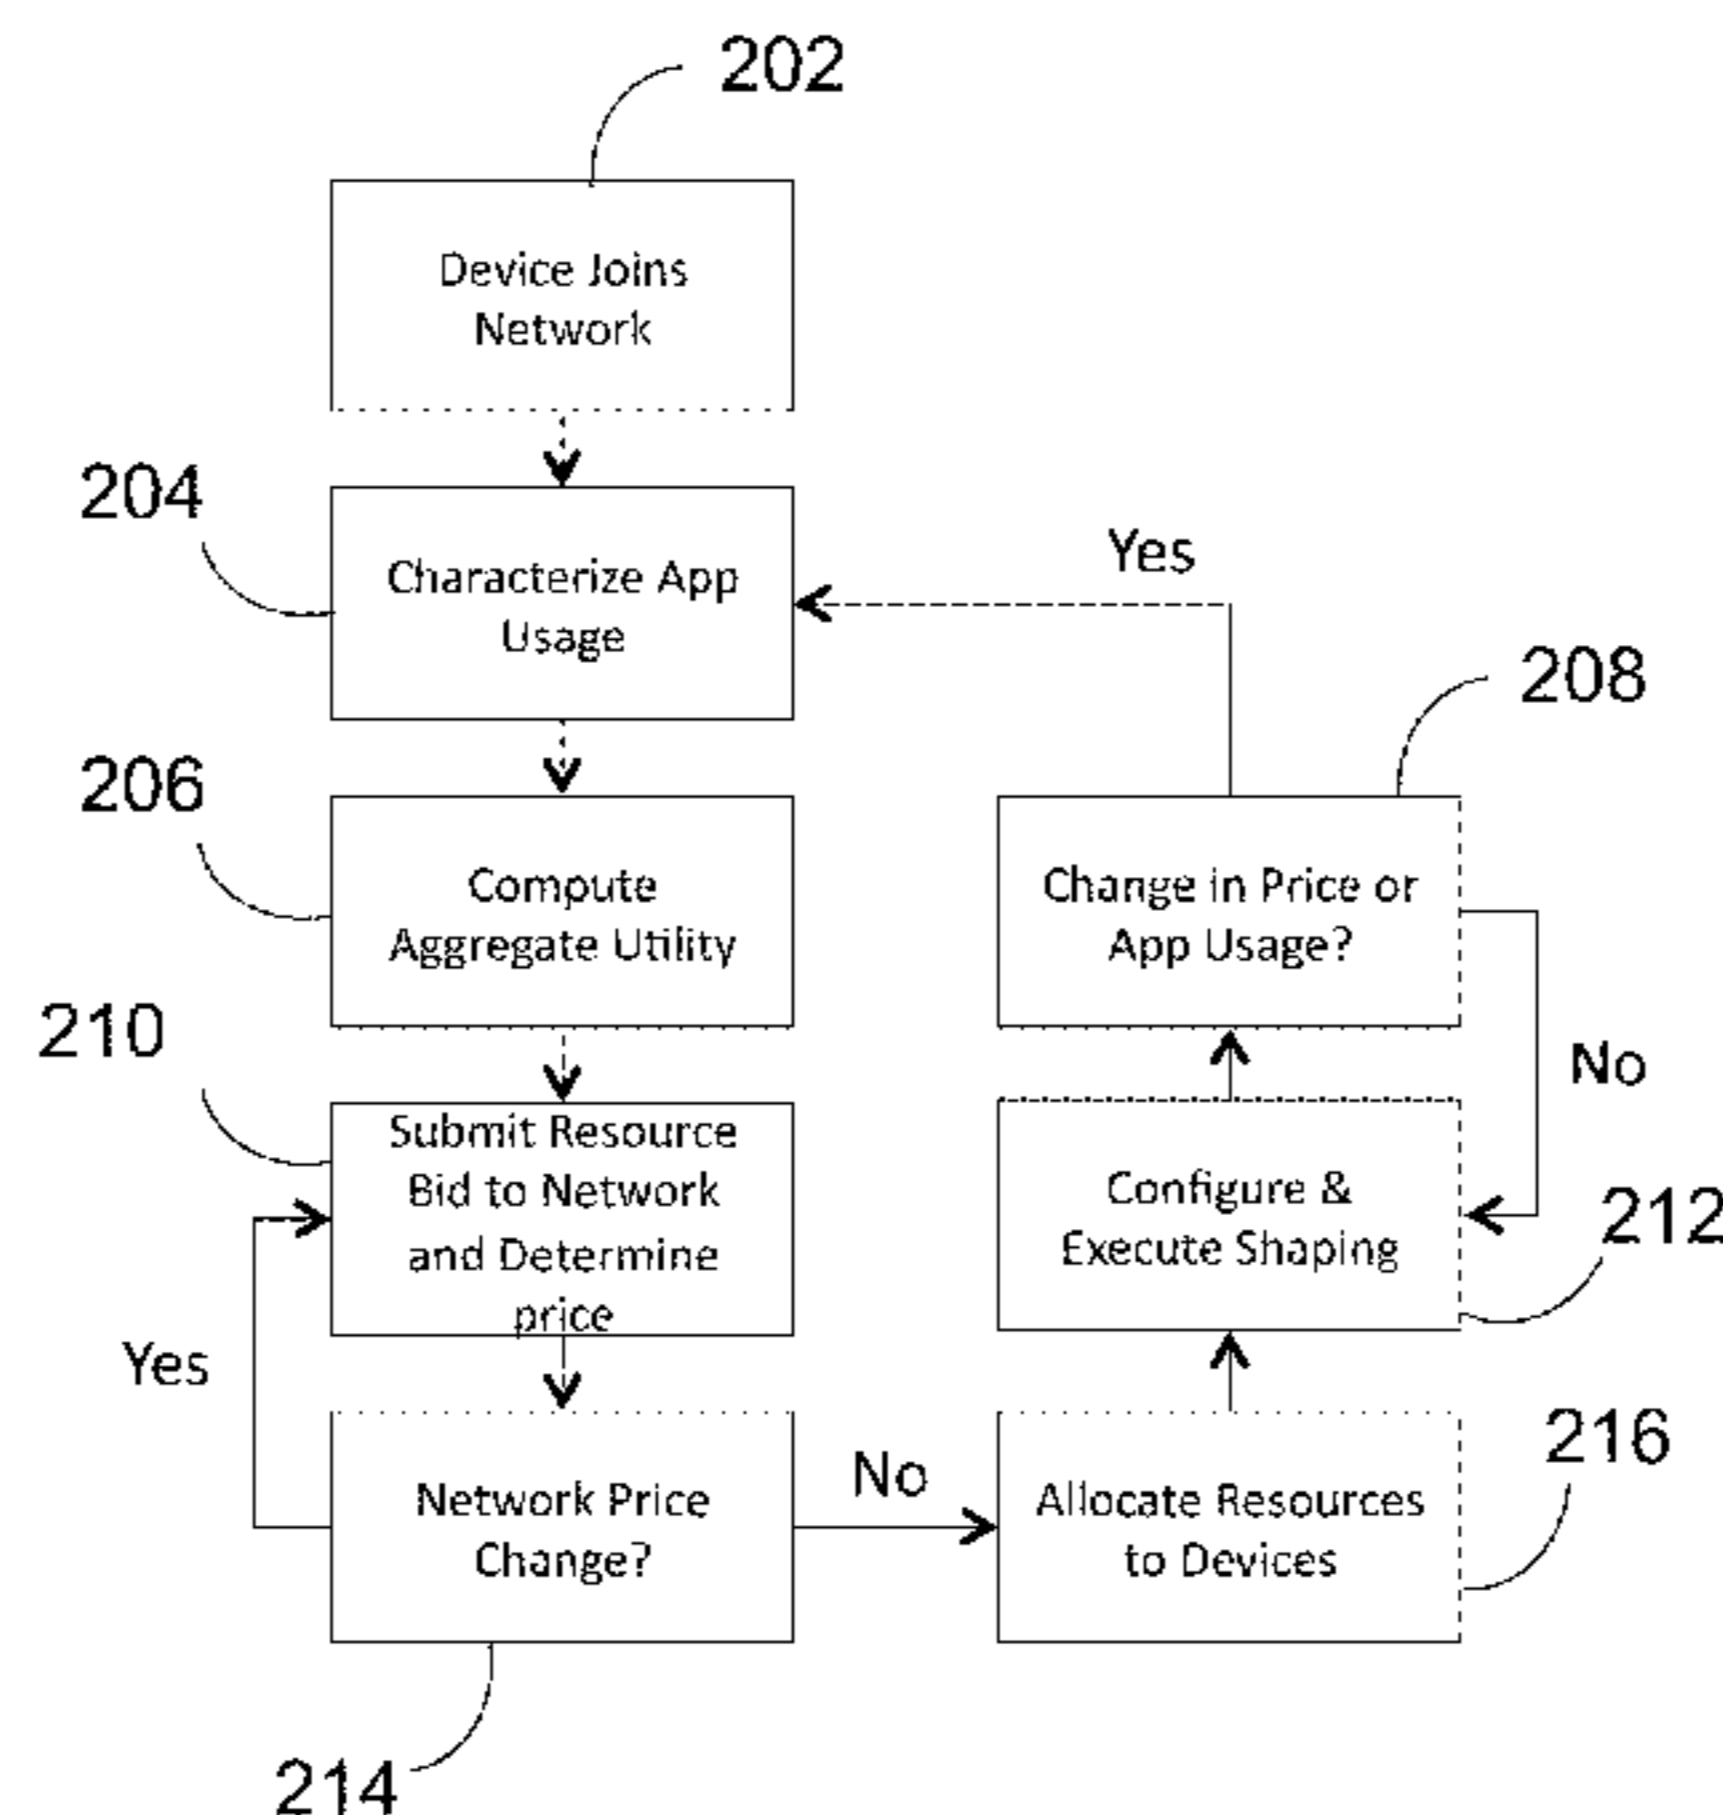 202
Device Joins
Network
204
Characterize App
Usage
Yes
208
206
Compute
Aggregate Utility
Change in Price or
App Usage?
210
No
Submit Resource
Bid to Network
and Determine
price
Configure &
Execute Shaping
212
Yes
216
Network Price
Change?
No
Allocate Resources
to Devices
214